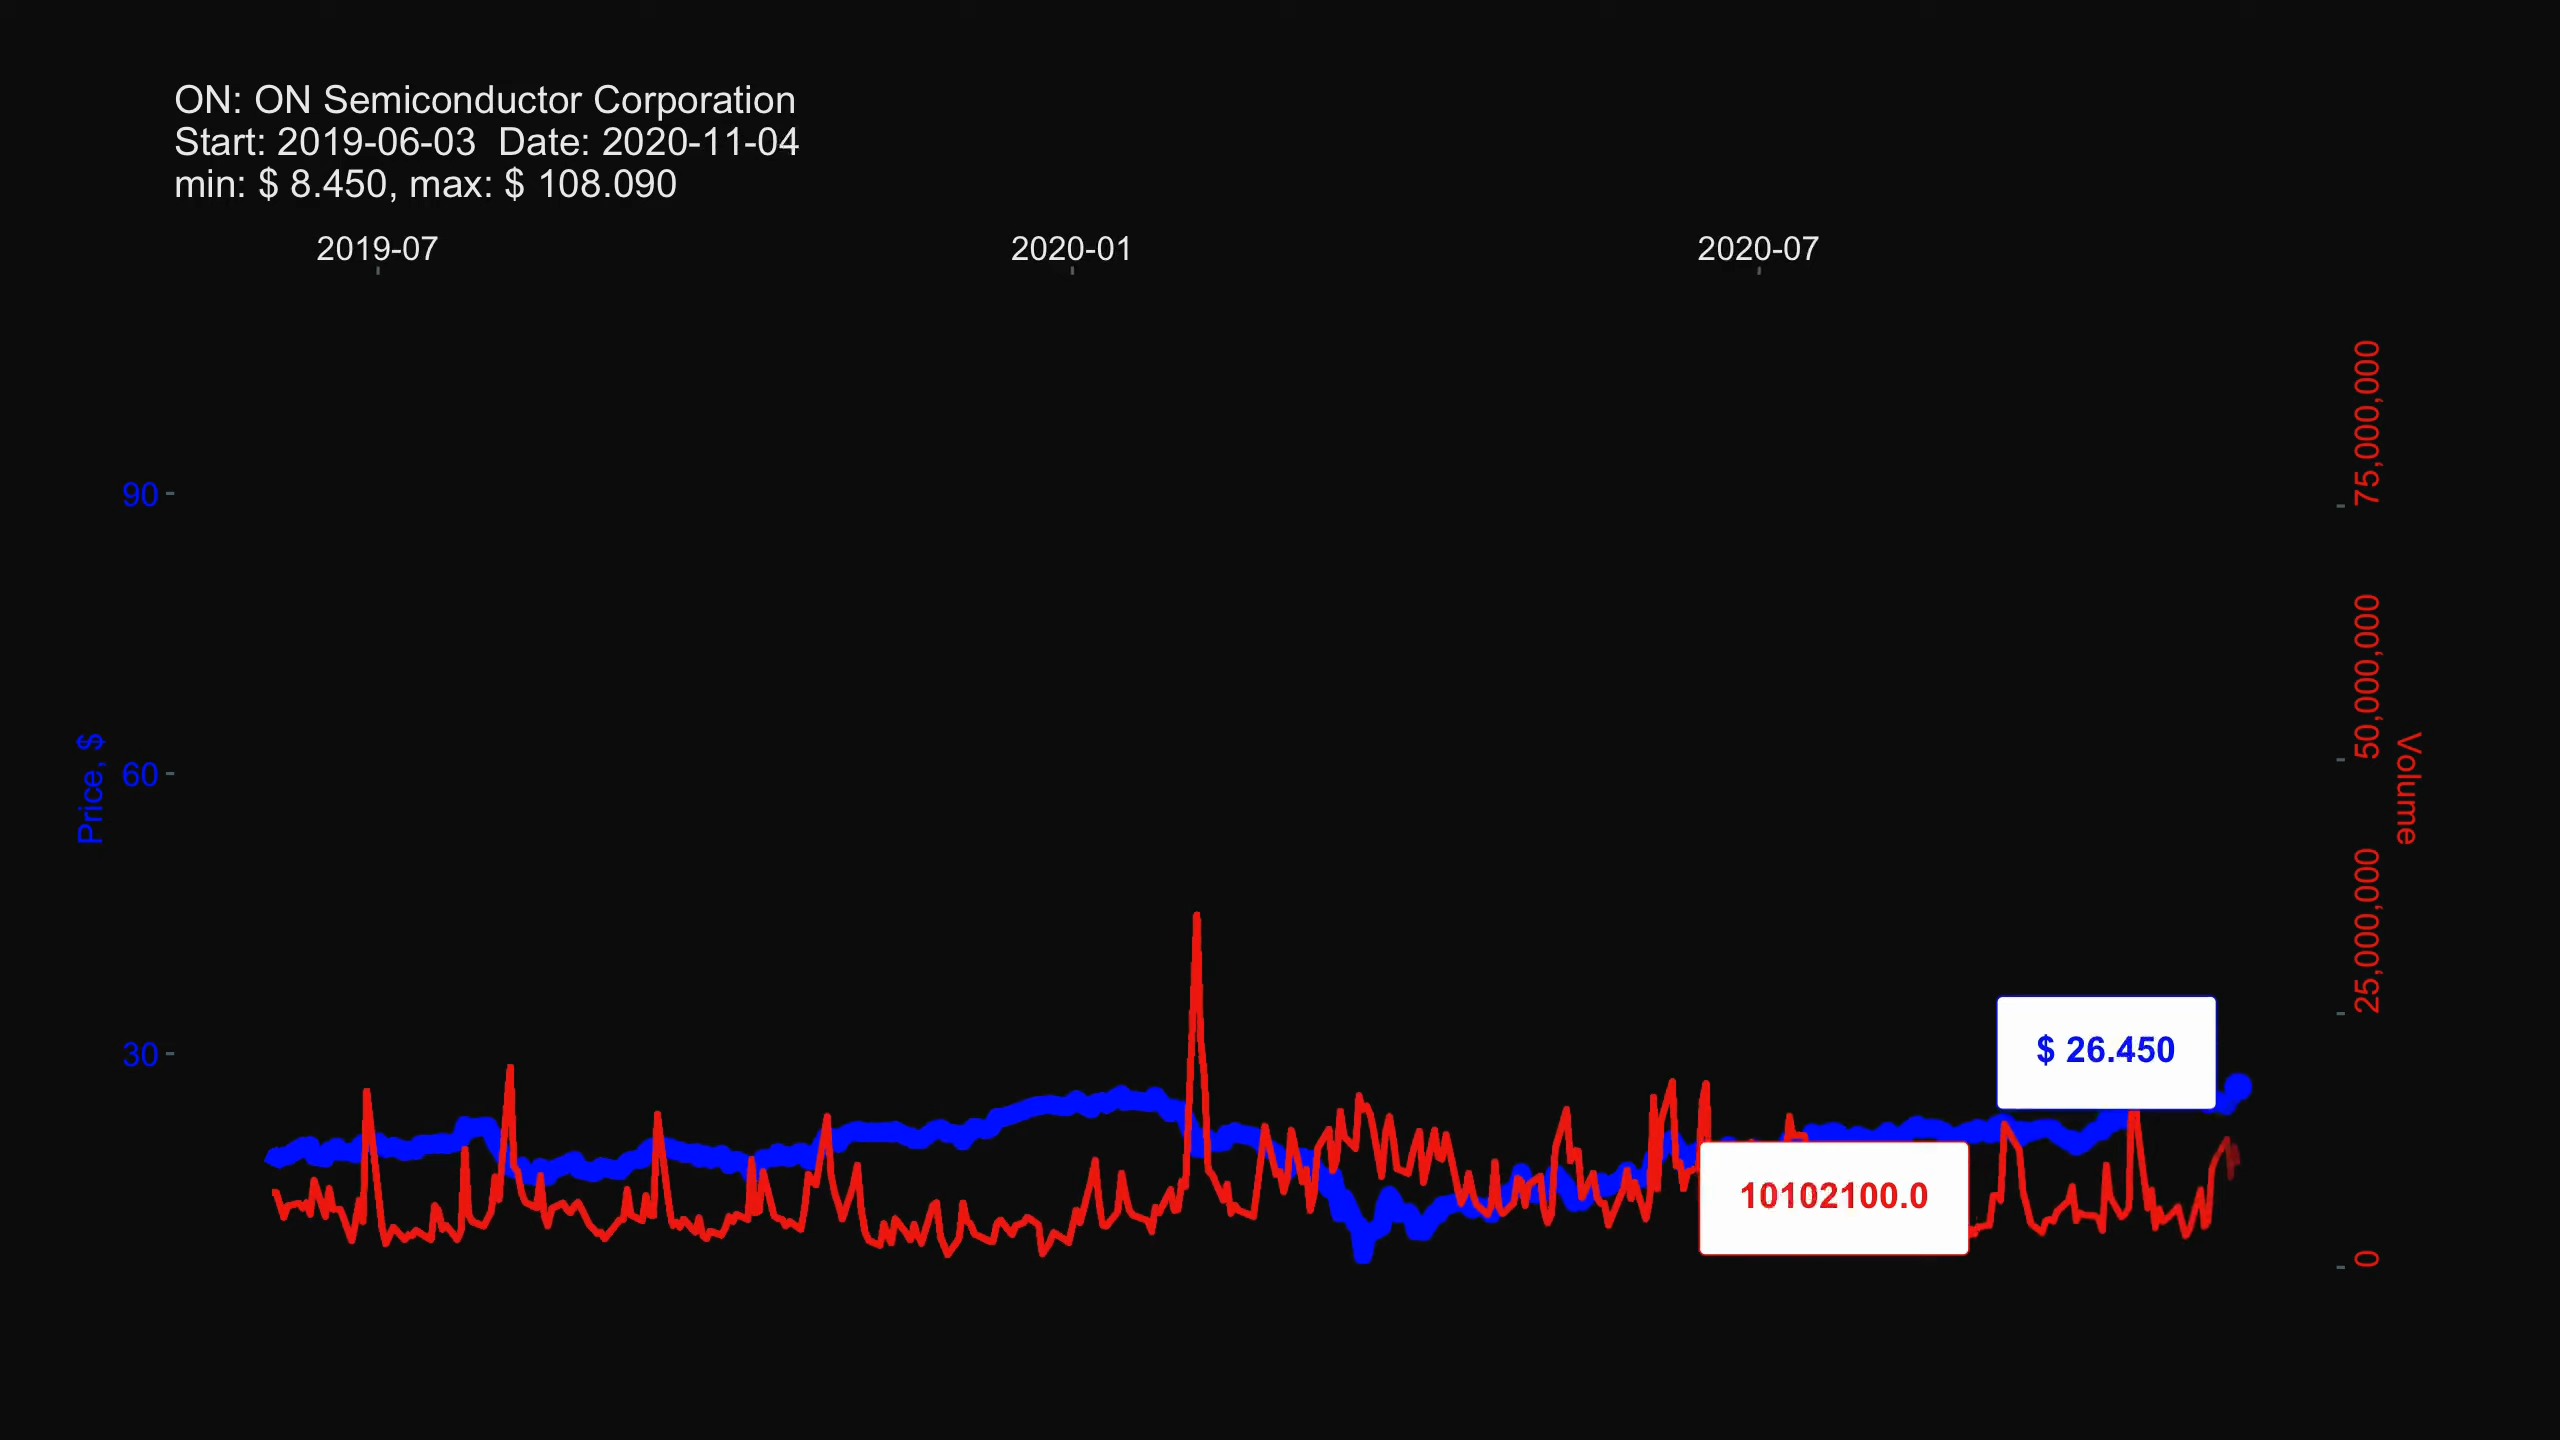 ON: ON Semiconductor Corporation
Start: 2019-06-03  Date: 2020-11-04
min: $ 8.450, max: $ 108.090
2019-07
2020-01
2020-07
90
60
30
Price, $
75,000,000
50,000,000
25,000,000
0
Volume
$ 26.450
10102100.0